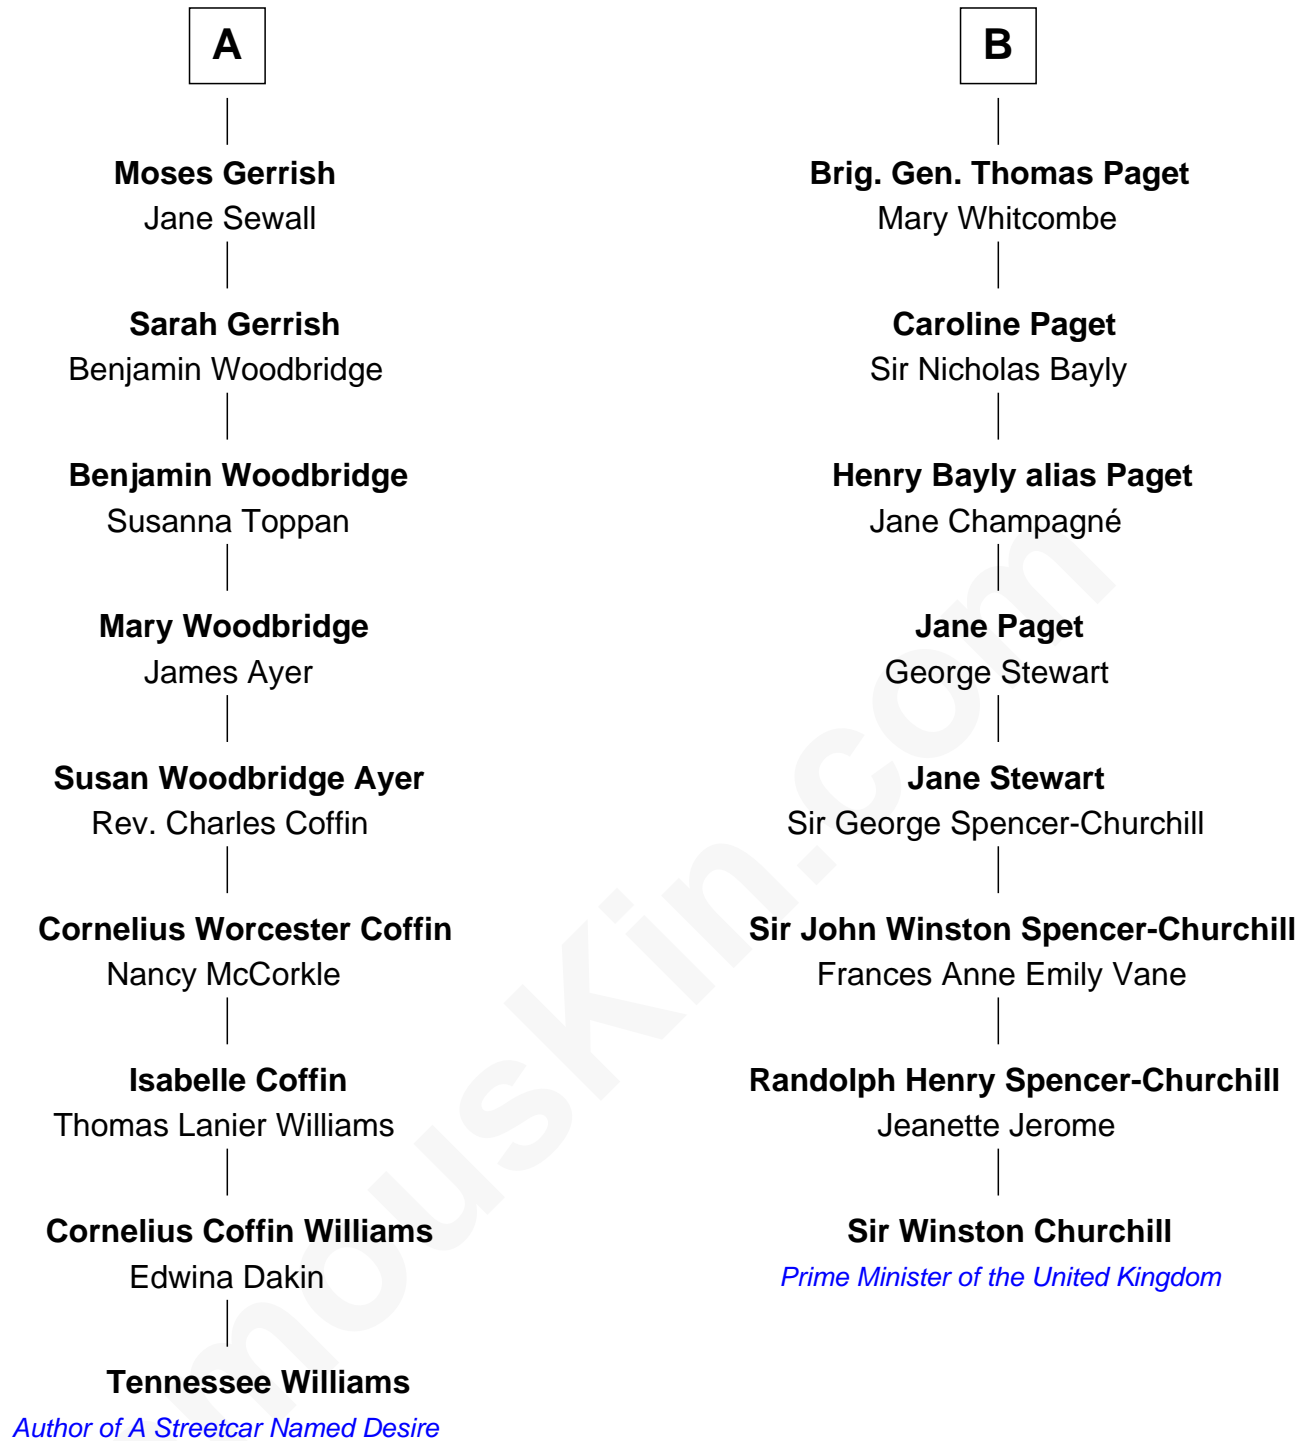 A
Moses Gerrish
Jane Sewall
Sarah Gerrish
Benjamin Woodbridge
Benjamin Woodbridge
Susanna Toppan
Mary Woodbridge
James Ayer
Susan Woodbridge Ayer
Rev. Charles Coffin
Cornelius Worcester Coffin
Nancy McCorkle
Isabelle Coffin
Thomas Lanier Williams
Cornelius Coffin Williams
Edwina Dakin
Tennessee Williams
Author of A Streetcar Named Desire
B
Brig. Gen. Thomas Paget
Mary Whitcombe
Caroline Paget
Sir Nicholas Bayly
Henry Bayly alias Paget
Jane Champagné
Jane Paget
George Stewart
Jane Stewart
Sir George Spencer-Churchill
Sir John Winston Spencer-Churchill
Frances Anne Emily Vane
Randolph Henry Spencer-Churchill
Jeanette Jerome
Sir Winston Churchill
Prime Minister of the United Kingdom
mouskin.com